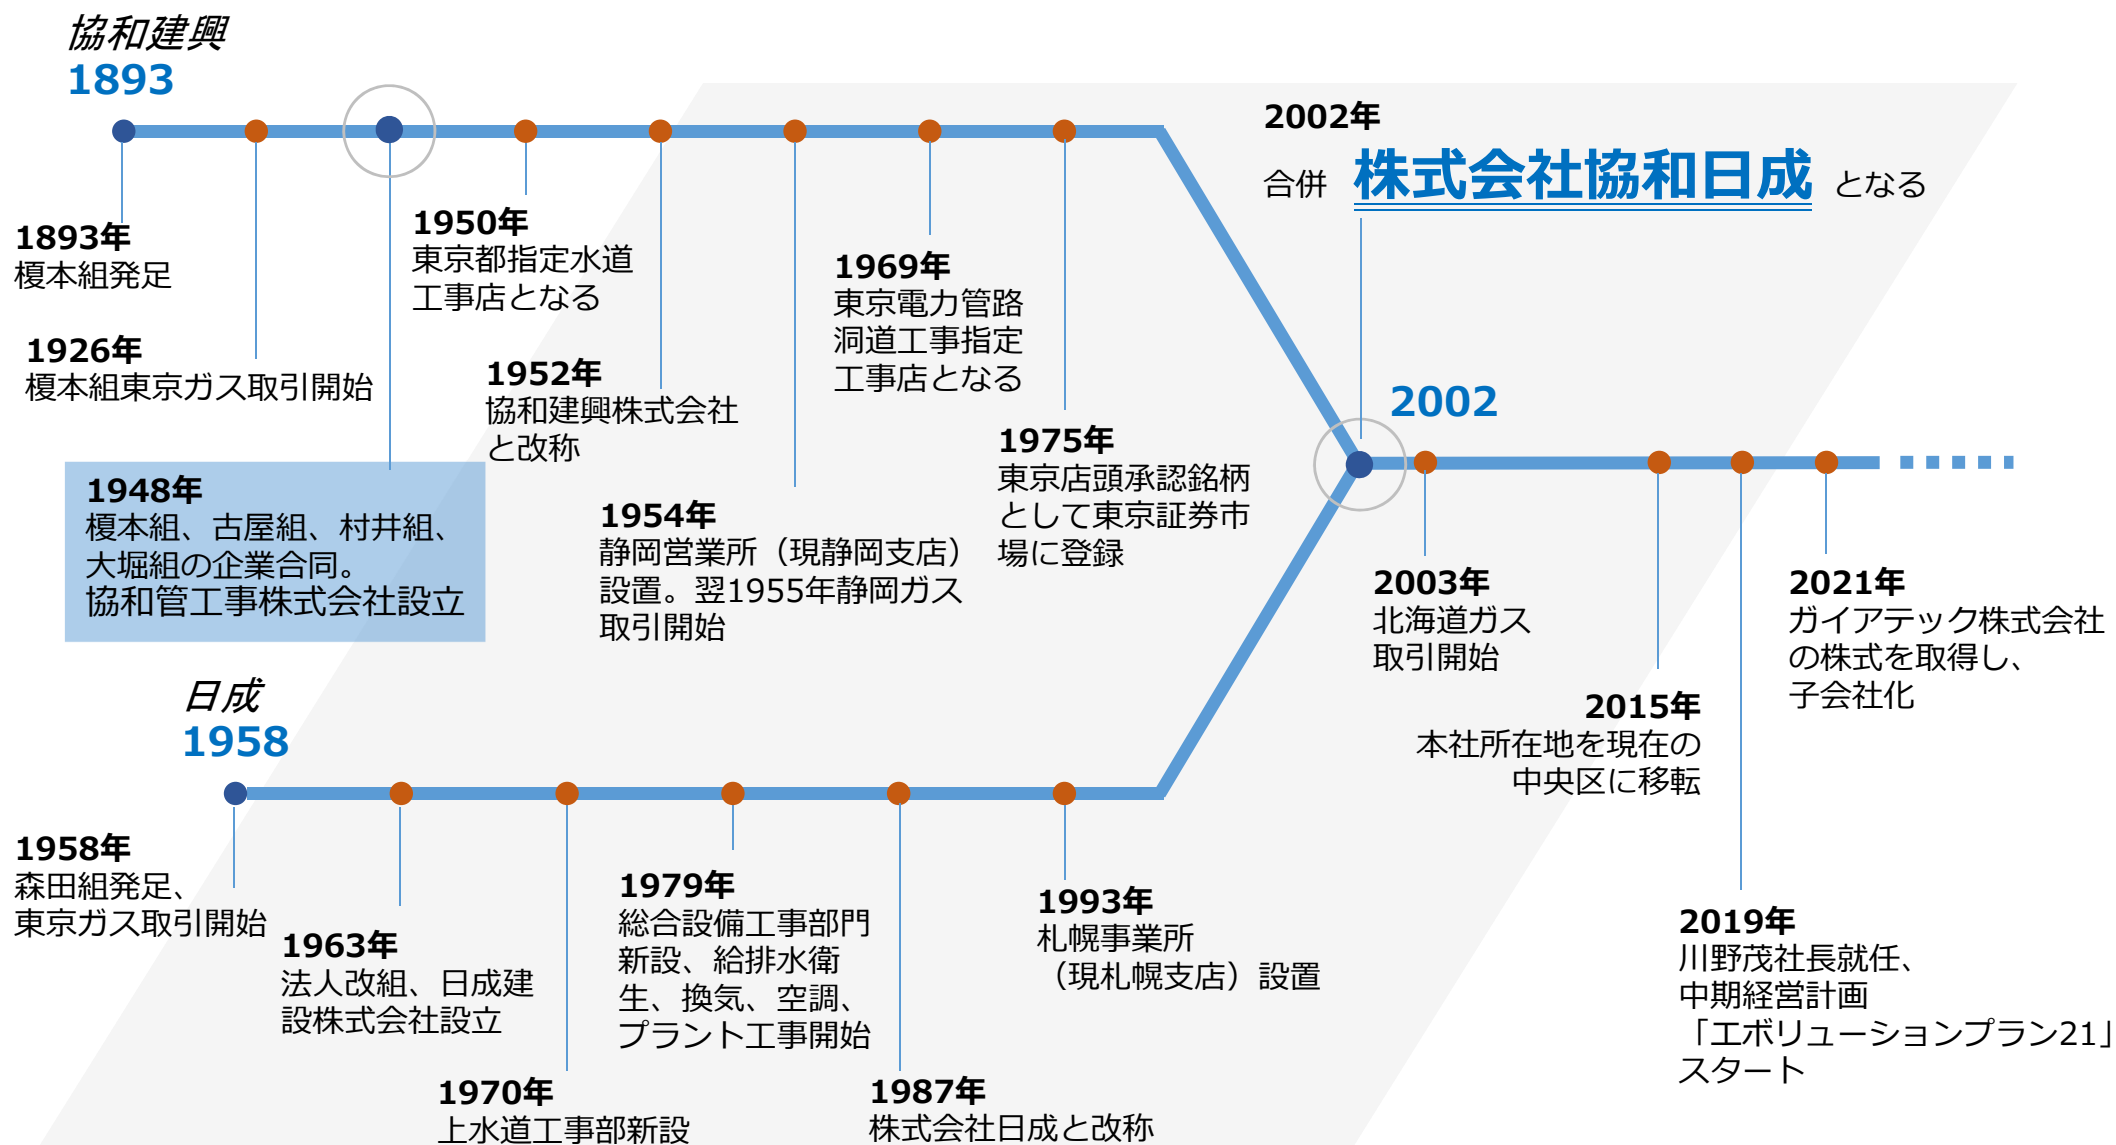 協和建興
1893
1893年
榎本組発足
1926年
榎本組東京ガス取引開始
1948年
榎本組、古屋組、村井組、
大堀組の企業合同。
協和管工事株式会社設立
1950年
東京都指定水道
工事店となる
1952年
協和建興株式会社
と改称
1954年
静岡営業所（現静岡支店）
設置。翌1955年静岡ガス
取引開始
1969年
東京電力管路
洞道工事指定
工事店となる
1975年
東京店頭承認銘柄
として東京証券市
場に登録
2002年
合併 株式会社協和日成 となる
2002
2003年
北海道ガス
取引開始
2015年
本社所在地を現在の
中央区に移転
2019年
川野茂社長就任、
中期経営計画
「エボリューションプラン21」
スタート
2021年
ガイアテック株式会社
の株式を取得し、
子会社化
日成
1958
1958年
森田組発足、
東京ガス取引開始
1963年
法人改組、日成建
設株式会社設立
1970年
上水道工事部新設
1979年
総合設備工事部門
新設、給排水衛
生、換気、空調、
プラント工事開始
1987年
株式会社日成と改称
1993年
札幌事業所
（現札幌支店）設置